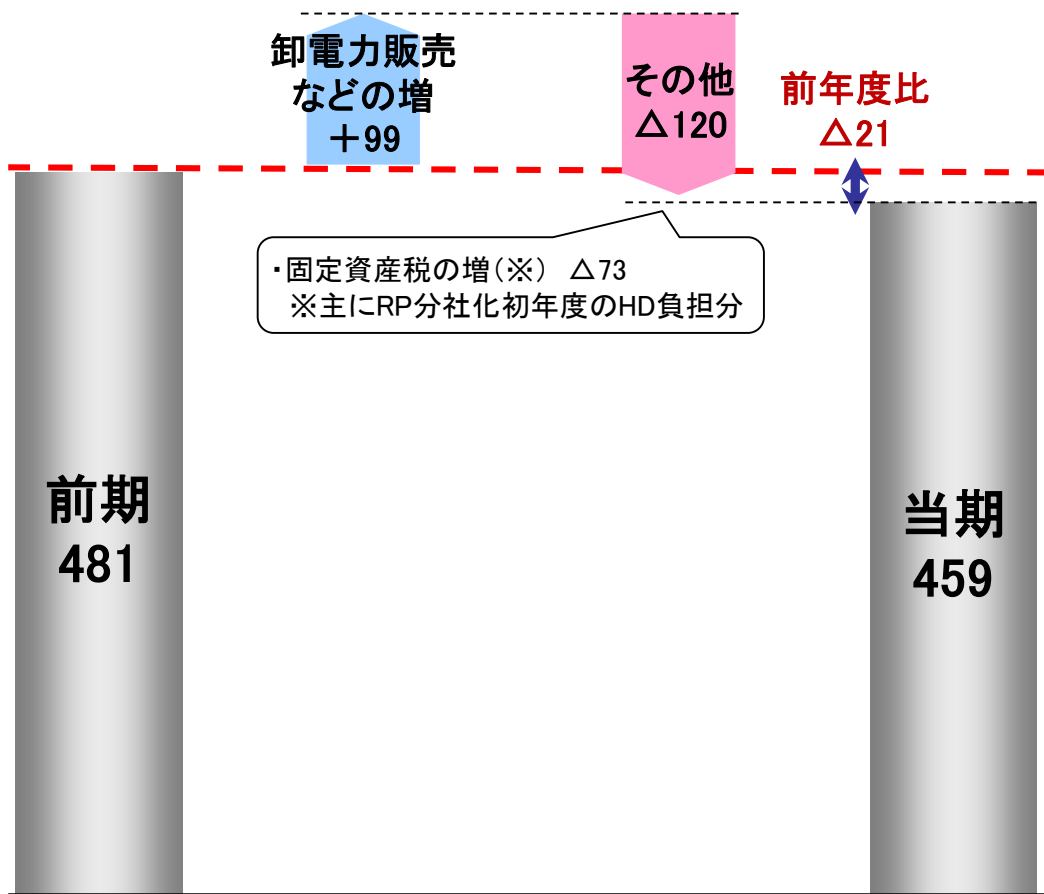 卸電力販売
などの増
＋99
その他
△120
前年度比
△21
・固定資産税の増(※) △73
※主にRP分社化初年度のHD負担分
前期
481
当期
459